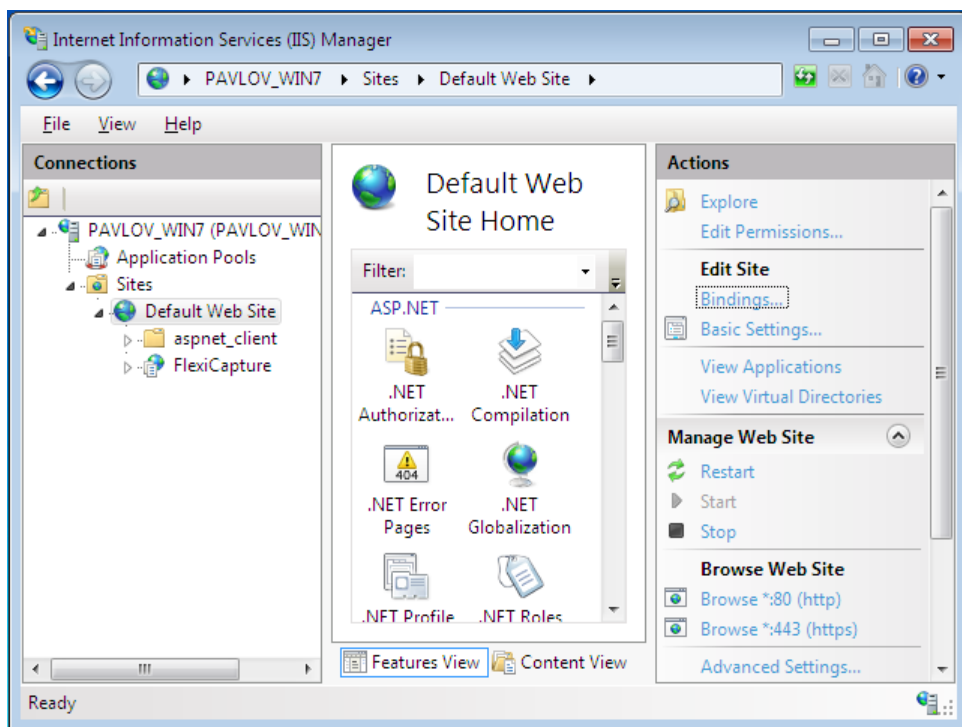 Internet Information Services (IIS) Manager
PAVLOV_WIN7 Sites Default Web Site
File View Help
Connections
PAVLOV_WIN7 (PAVLOV_WIN
Application Pools
Sites
Default Web Site
aspnet_client
FlexiCapture
Default Web
Site Home
Filter:
ASP.NET
.NET
Authorizat...
.NET
Compilation
404
.NET Error
Pages
.NET
Globalization
.NET Profile
.NET Roles
Features View
Content View
Actions
Explore
Edit Permissions...
Edit Site
Bindings...
Basic Settings...
View Applications
View Virtual Directories
Manage Web Site
Restart
Start
Stop
Browse Web Site
Browse *:80 (http)
Browse *:443 (https)
Advanced Settings...
Ready